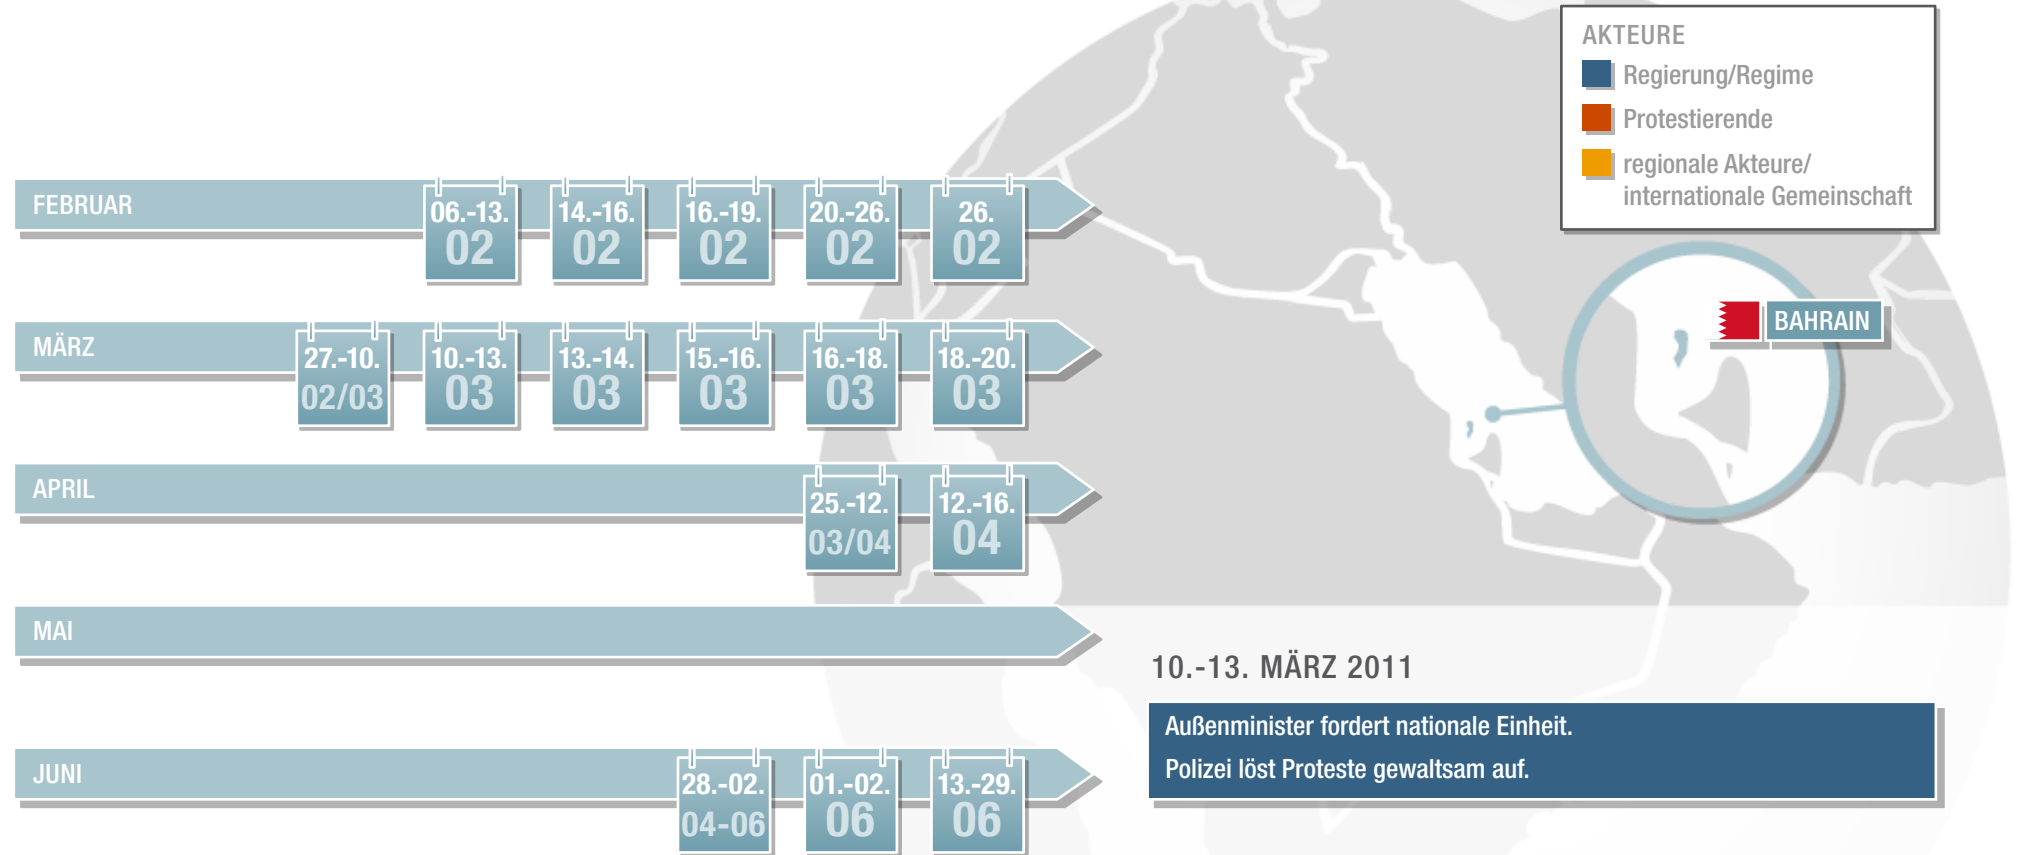 AKTEURE
Regierung/Regime
Protestierende
regionale Akteure/
internationale Gemeinschaft
FEBRUAR
06.-13.
02
14.-16.
02
16.-19.
02
20.-26.
02
26.
02
BAHRAIN
MÄRZ
27.-10.
02/03
10.-13.
03
13.-14.
03
15.-16.
03
16.-18.
03
18.-20.
03
APRIL
25.-12.
03/04
12.-16.
04
MAI
10.-13. MÄRZ 2011
Außenminister fordert nationale Einheit.
Polizei löst Proteste gewaltsam auf.
JUNI
28.-02.
04-06
01.-02.
06
13.-29.
06